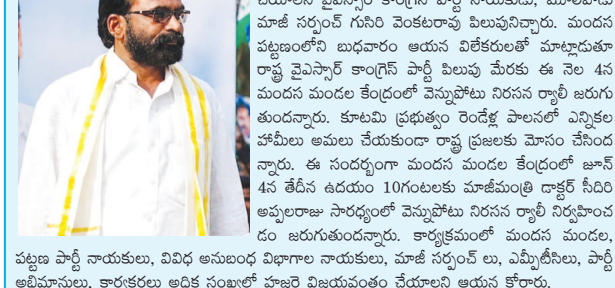 చేయాలని వైఎస్సార్ కాంగ్రెస్ పార్టీ నాయకుడు, మూలిపాడు
మాజీ సర్పంచ్ గుసిరి వెంకటరావు పిలుపునిచ్చారు. మందస
పట్టణంలోని బుధవారం ఆయన విలేకరులతో మాట్లాడుతూ
రాష్ట్ర వైఎస్సార్ కాంగ్రెస్ పార్టీ పిలుపు మేరకు ఈ నెల 4న
మందస మండల కేంద్రంలో వెన్నుపోటు నిరసన ర్యాలీ జరుగు
తుందన్నారు. కూటమి ప్రభుత్వం రెండేళ్ల పాలనలో ఎన్నికల
హామీలు అమలు చేయకుండా రాష్ట్ర ప్రజలకు మోసం చేసింద
న్నారు. ఈ సందర్భంగా మందస మండల కేంద్రంలో జూన్
4న తేదీన ఉదయం 10గంటలకు మాజీమంత్రి డాక్టర్ సీదిరి
అప్పలరాజు సారధ్యంలో వెన్నుపోటు నిరసన ర్యాలీ నిర్వహించ
డం జరుగుతుందన్నారు. కార్యక్రమంలో మందస మండల,
పట్టణ పార్టీ నాయకులు, వివిధ అనుబంధ విభాగాల నాయకులు, మాజీ సర్పంచ్ లు, ఎమ్పీటీసిలు, పార్టీ
అభిమానులు, కార్యకర్తలు అధిక సంఖ్యలో హాజరై విజయవంతం చేయాలని ఆయన కోరారు.